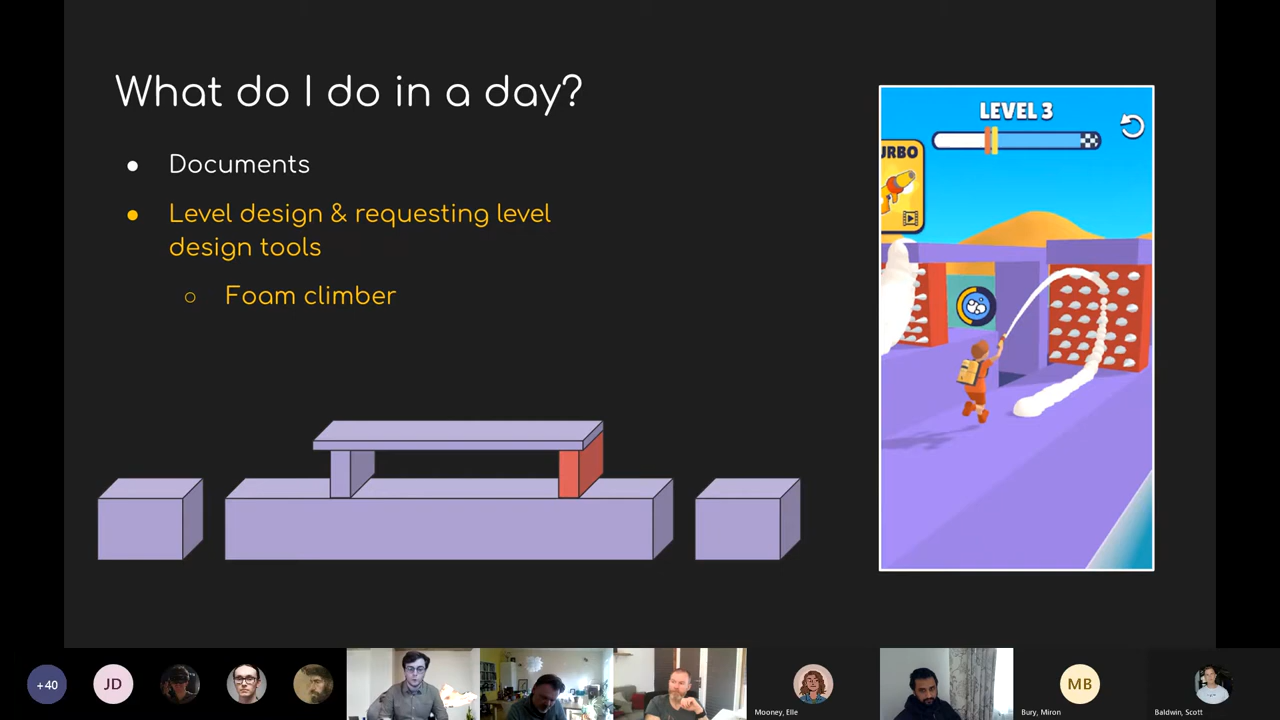 What do I do in a day?
Documents
Level design & requesting level
design tools
Foam climber
LEVEL 3
URBO
+40
JD
Mooney, Elle
MB
Bury, Miron
Baldwin, Scott